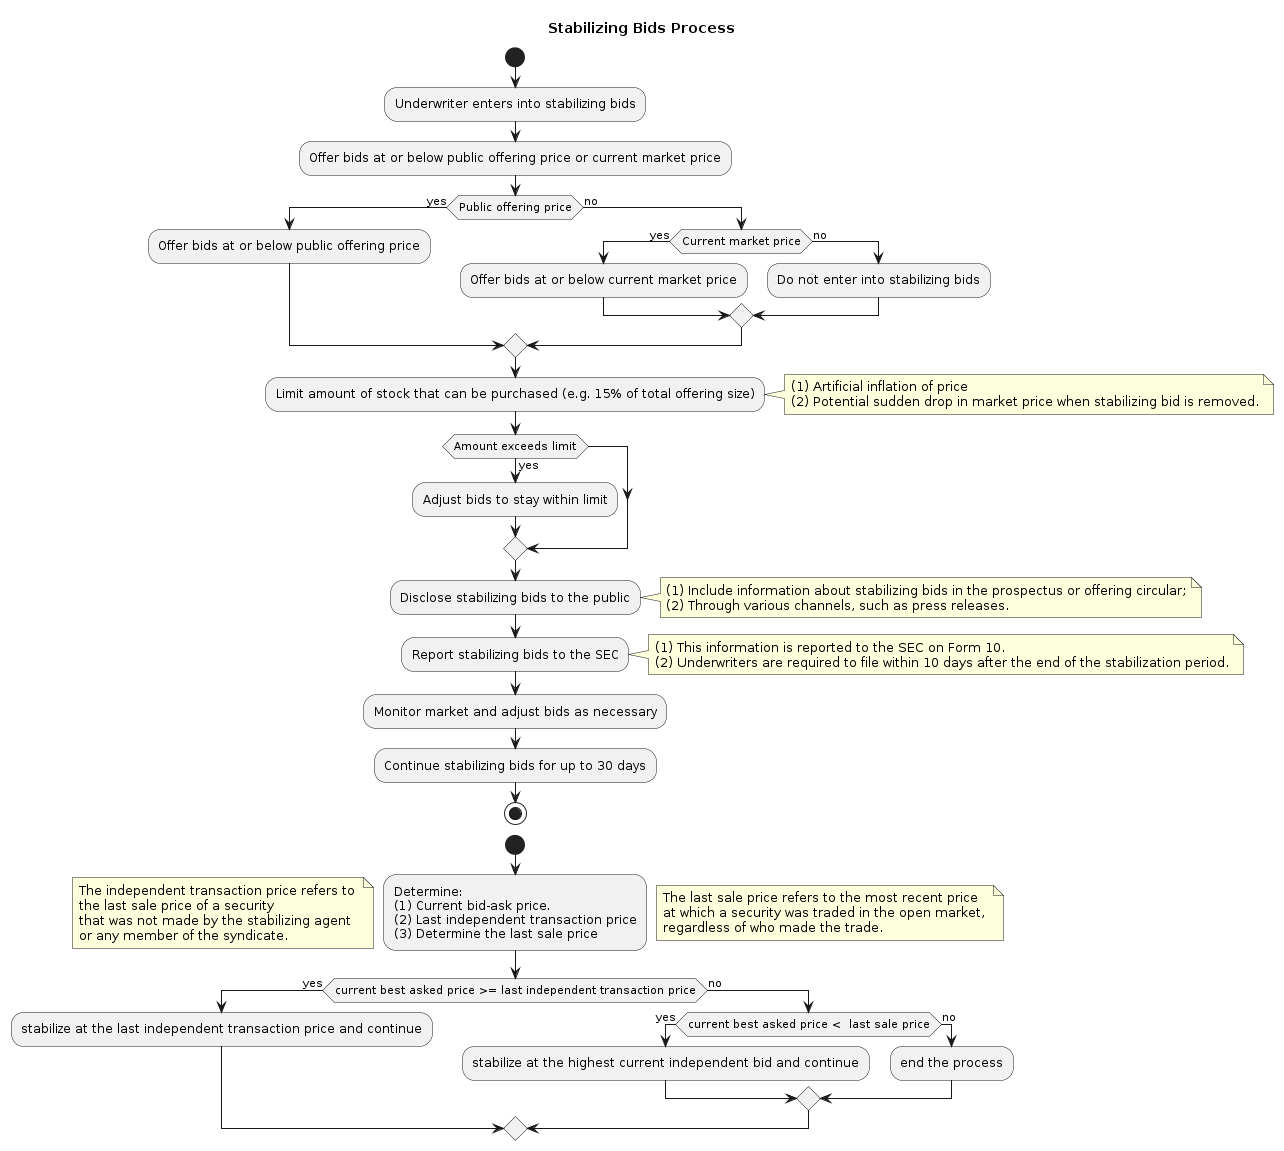 Stabilizing Bids Process
Underwriter enters into stabilizing bids
Offer bids at or below public offering price or current market price
yes
Public offering price
no
Offer bids at or below public offering price
yes
Current market price
no
Offer bids at or below current market price
Do not enter into stabilizing bids
Limit amount of stock that can be purchased (e.g. 15% of total offering size)
(1) Artificial inflation of price
(2) Potential sudden drop in market price when stabilizing bid is removed.
Amount exceeds limit
yes
Adjust bids to stay within limit
Disclose stabilizing bids to the public
(1) Include information about stabilizing bids in the prospectus or offering circular;
(2) Through various channels, such as press releases.
Report stabilizing bids to the SEC
(1) This information is reported to the SEC on Form 10.
(2) Underwriters are required to file within 10 days after the end of the stabilization period.
Monitor market and adjust bids as necessary
Continue stabilizing bids for up to 30 days
The independent transaction price refers to
the last sale price of a security
that was not made by the stabilizing agent
or any member of the syndicate.
Determine:
(1) Current bid-ask price.
(2) Last independent transaction price
(3) Determine the last sale price
The last sale price refers to the most recent price
at which a security was traded in the open market,
regardless of who made the trade.
yes
current best asked price >= last independent transaction price
no
stabilize at the last independent transaction price and continue
yes
current best asked price <  last sale price
no
stabilize at the highest current independent bid and continue
end the process